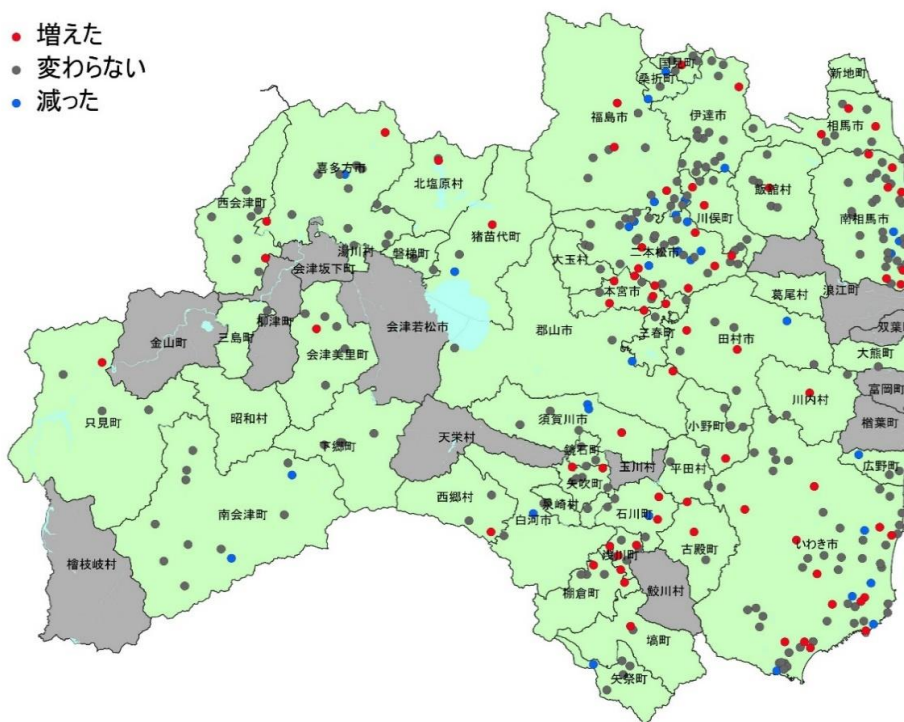 増えた
変わらない
減った
国見町
桑折町
新地町
福島市
伊達市
相馬市
喜多方市
北塩原村
飯舘村
西会津町
川俣町
南相馬市
猪苗代町
湯川村
磐梯町
二本松市
大玉村
会津坂下町
本宮市
葛尾村
浪江町
柳津町
会津若松市
郡山市
三春町
双葉町
金山町
三島町
会津美里町
田村市
大熊町
川内村
富岡町
只見町
昭和村
須賀川市
小野町
楢葉町
下郷町
天栄村
鏡石町
玉川村
平田村
広野町
矢吹町
西郷村
泉崎村
南会津町
白河市
石川町
古殿町
いわき市
浅川町
檜枝岐村
棚倉町
鮫川村
塙町
矢祭町